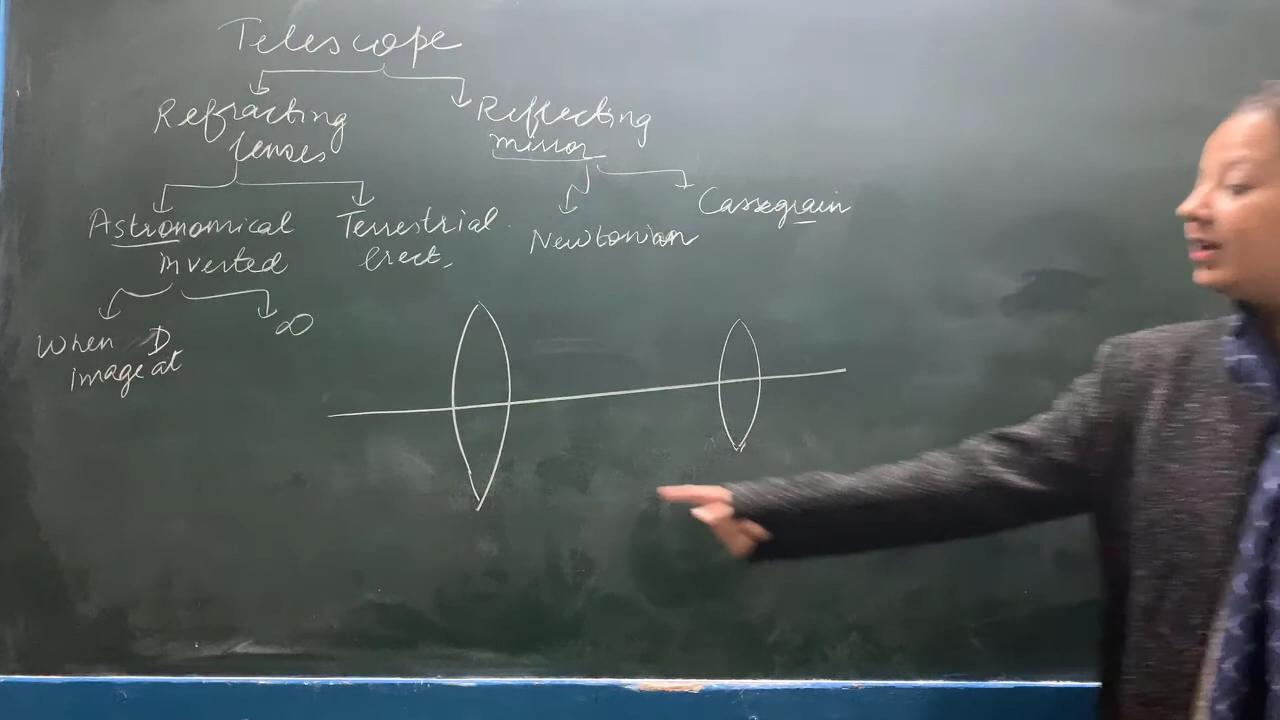 Telescope
Refracting
lenses
Reflecting
mirror
Astronomical
inverted
Terrestrial
Erect,
Newtonian
Cassegrain
When D
image at
∞